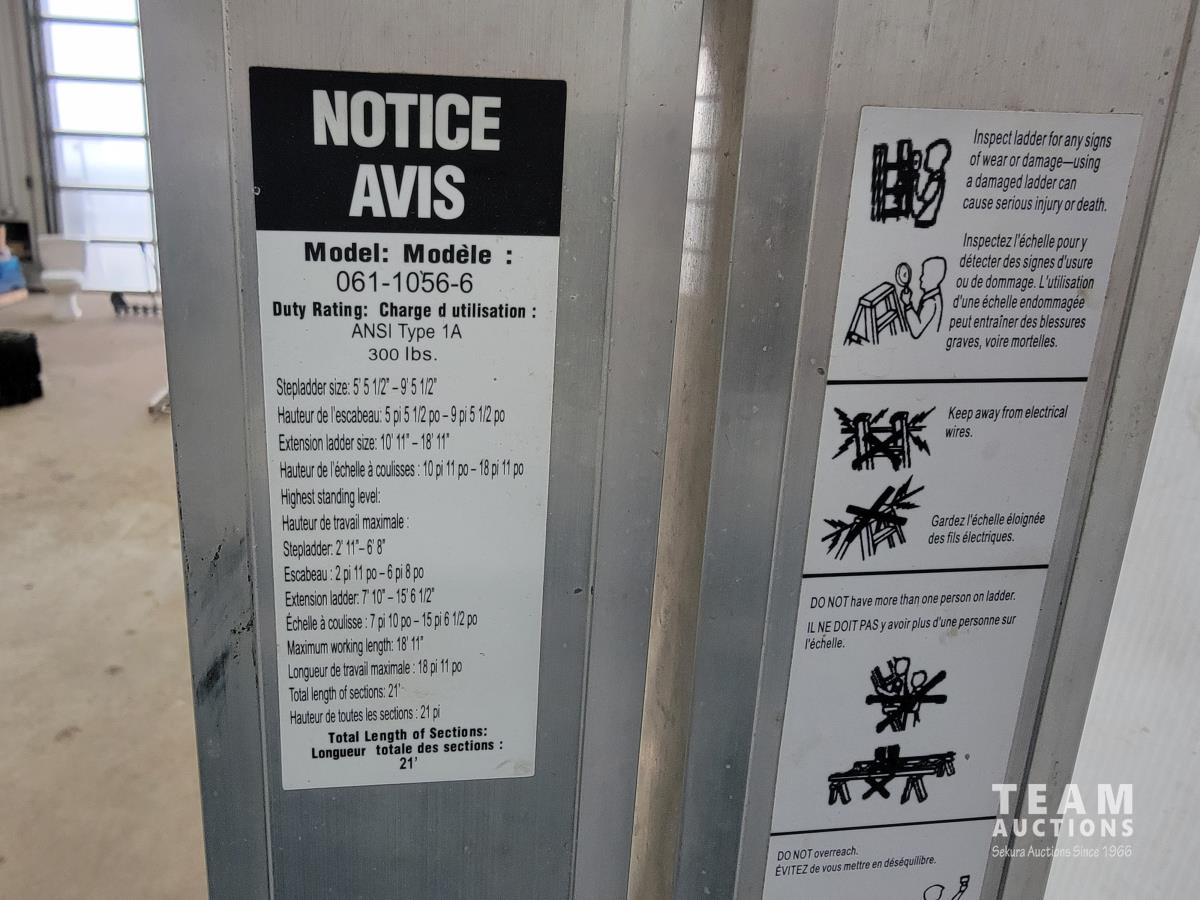 NOTICE
AVIS
Model: Modèle :
061-1056-6
Duty Rating: Charge d utilisation :
ANSI Type 1A
300 lbs.
Stepladder size: 5' 5 1/2" – 9' 5 1/2"
Hauteur de l'escabeau: 5 pi 5 1/2 po – 9 pi 5 1/2 po
Extension ladder size: 10' 11" – 18' 11"
Hauteur de l'échelle à coulisses : 10 pi 11 po – 18 pi 11 po
Highest standing level:
Hauteur de travail maximale :
Stepladder: 2' 11"– 6' 8"
Escabeau : 2 pi 11 po – 6 pi 8 po
Extension ladder: 7' 10" – 15' 6 1/2"
Échelle à coulisse : 7 pi 10 po – 15 pi 6 1/2 po
Maximum working length: 18' 11"
Longueur de travail maximale : 18 pi 11 po
Total length of sections: 21'
Hauteur de toutes les sections : 21 pi
Total Length of Sections:
Longueur totale des sections :
21'
Inspect ladder for any signs
of wear or damage—using
a damaged ladder can
cause serious injury or death.
Inspectez l'échelle pour y
détecter des signes d'usure
ou de dommage. L'utilisation
d'une échelle endommagée
peut entraîner des blessures
graves, voire mortelles.
Keep away from electrical
wires.
Gardez l'échelle éloignée
des fils électriques.
DO NOT have more than one person on ladder.
IL NE DOIT PAS y avoir plus d'une personne sur
l'échelle.
DO NOT overreach.
ÉVITEZ de vous mettre en déséquilibre.
TEAM
AUCTIONS
Sekura Auctions Since 1966